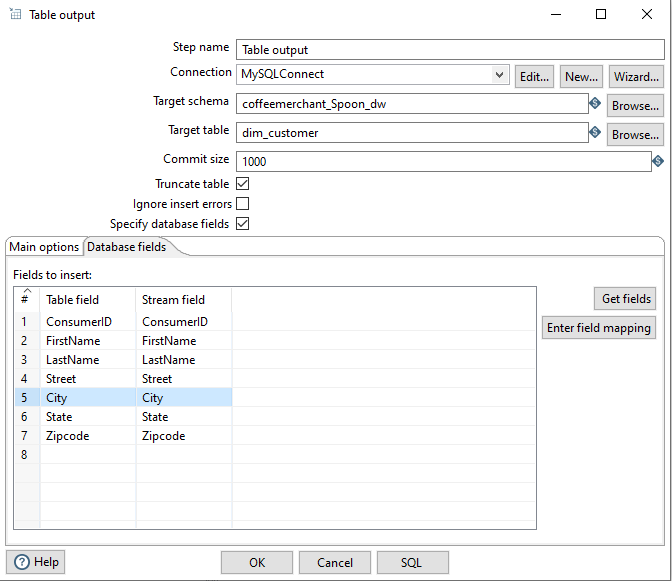 Table output
Step name Table output
Connection MySQLConnect Edit... New... Wizard...
Target schema coffeemerchant_Spoon_dw Browse...
Target table dim_customer Browse...
Commit size 1000
Truncate table
Ignore insert errors
Specify database fields
Main options Database fields
Fields to insert:
# Table field Stream field
Get fields
1 ConsumerID ConsumerID
Enter field mapping
2 FirstName FirstName
3 LastName LastName
4 Street Street
5 City City
6 State State
7 Zipcode Zipcode
8
Help OK Cancel SQL